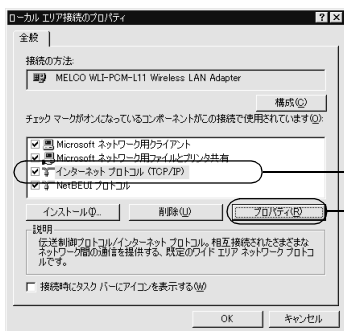 ローカル エリア接続のプロパティ
全般
接続の方法:
MELCO WLI-PCM-L11 Wireless LAN Adapter
構成(C)
チェック マークがオンになっているコンポーネントがこの接続で使用されています(O):
Microsoft ネットワーク用クライアント
Microsoft ネットワーク用ファイルとプリンタ共有
インターネット プロトコル (TCP/IP)
NetBEUI プロトコル
インストール(I)...
削除(U)
プロパティ(R)
説明
伝送制御プロトコル/インターネット プロトコル。相互接続されたさまざまな
ネットワーク間の通信を提供する、既定のワイド エリア ネットワーク プロトコ
ルです。
接続時にタスク バーにアイコンを表示する(W)
OK
キャンセル